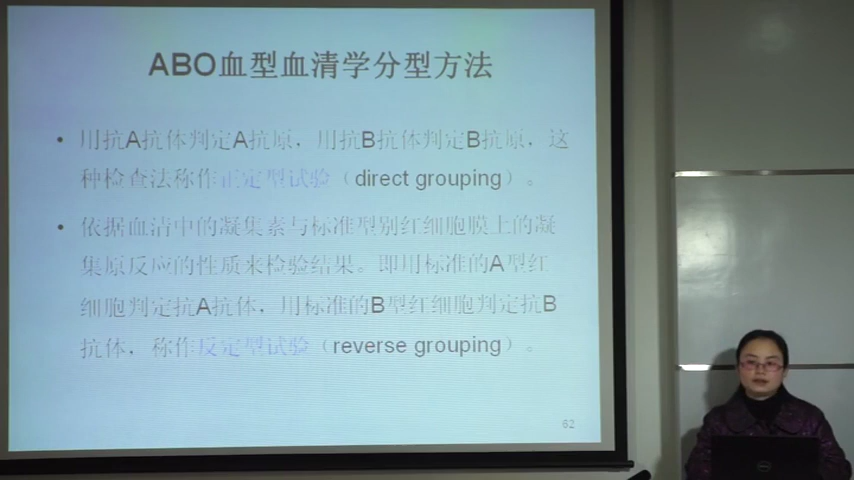 ABO血型血清学分型方法
• 用抗A抗体判定A抗原，用抗B抗体判定B抗原，这
种检查法称作正定型试验（direct grouping）。
• 依据血清中的凝集素与标准型别红细胞膜上的凝
集原反应的性质来检验结果。即用标准的A型红
细胞判定抗A抗体，用标准的B型红细胞判定抗B
抗体，称作反定型试验（reverse grouping）。
62